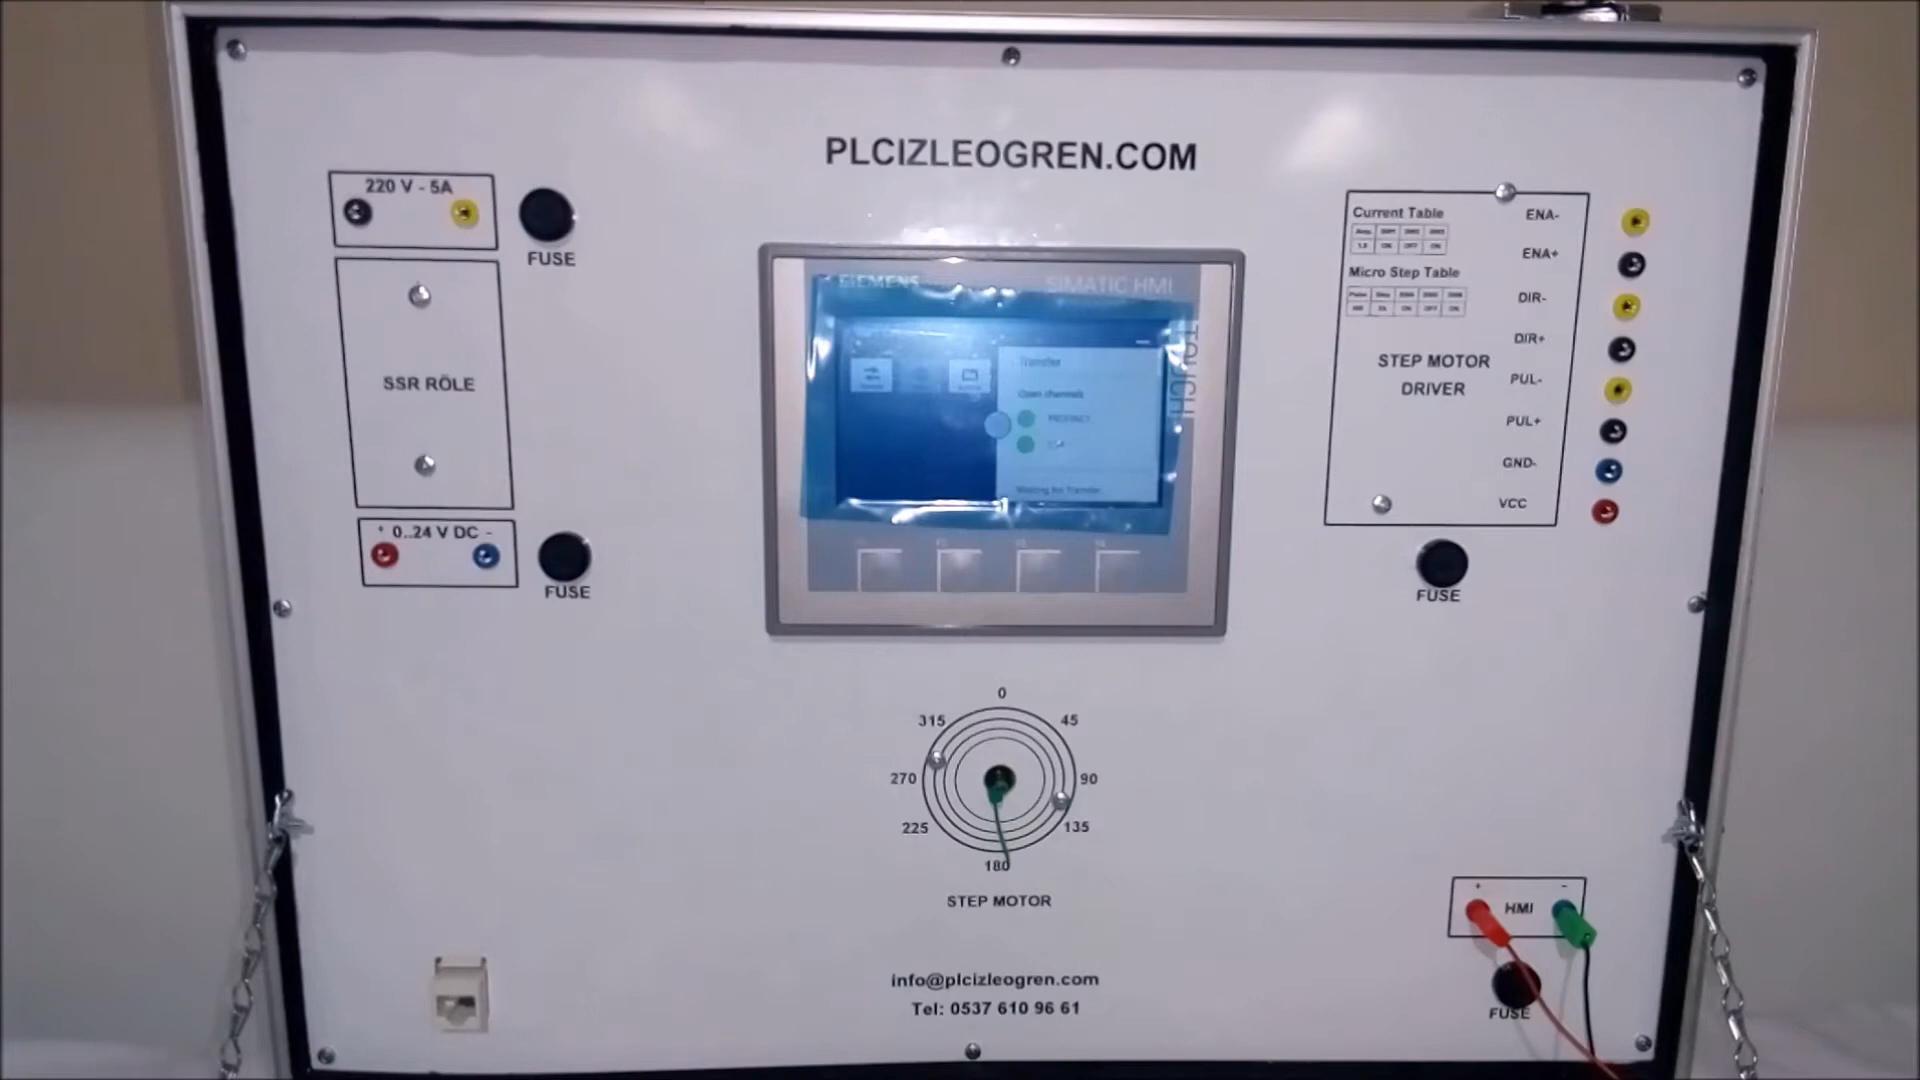 PLCIZLEOGREN.COM
220 V - 5A
FUSE
SSR RÖLE
+ 0..24 V DC -
FUSE
SIEMENS
SIMATIC HMI
TOUCH
Transfer
Open channels
PROFINET
Waiting for Transfer
Current Table
Micro Step Table
STEP MOTOR
DRIVER
ENA-
ENA+
DIR-
DIR+
PUL-
PUL+
GND-
VCC
FUSE
0
45
90
135
180
225
270
315
STEP MOTOR
+ HMI -
FUSE
info@plcizleogren.com
Tel: 0537 610 96 61